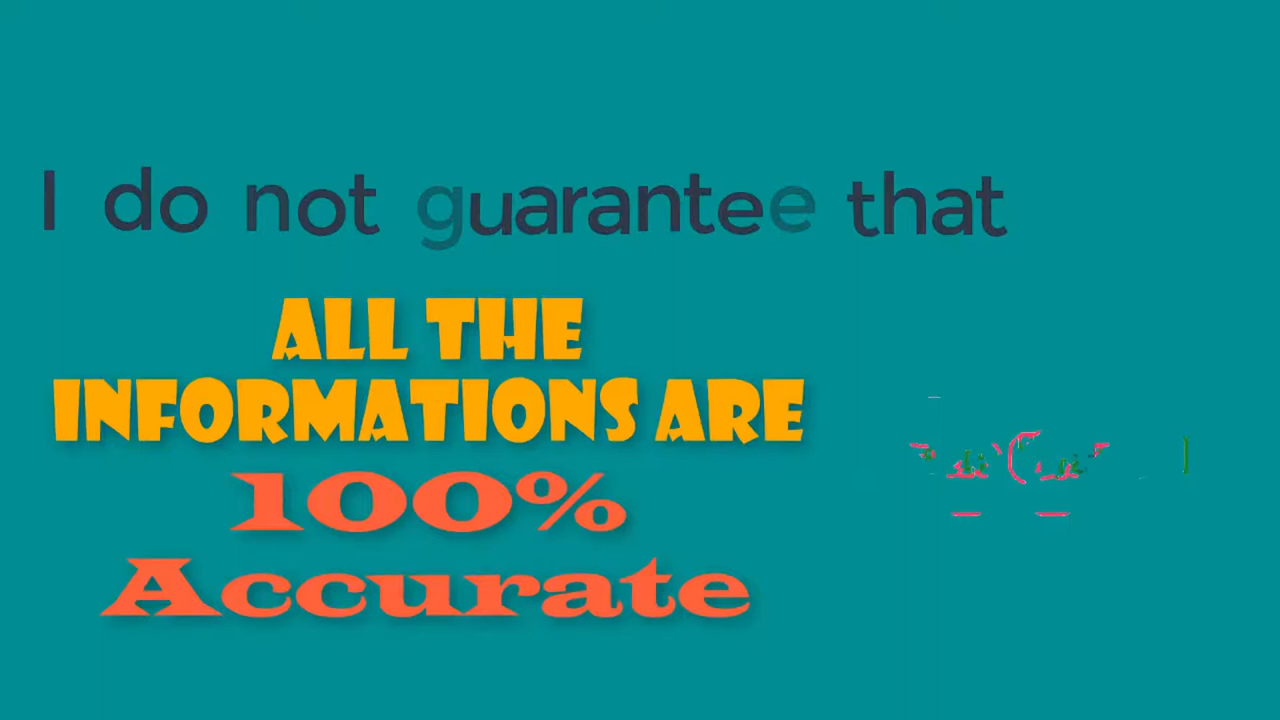 I do not guarantee that
ALL THE
INFORMATIONS ARE
100%
Accurate